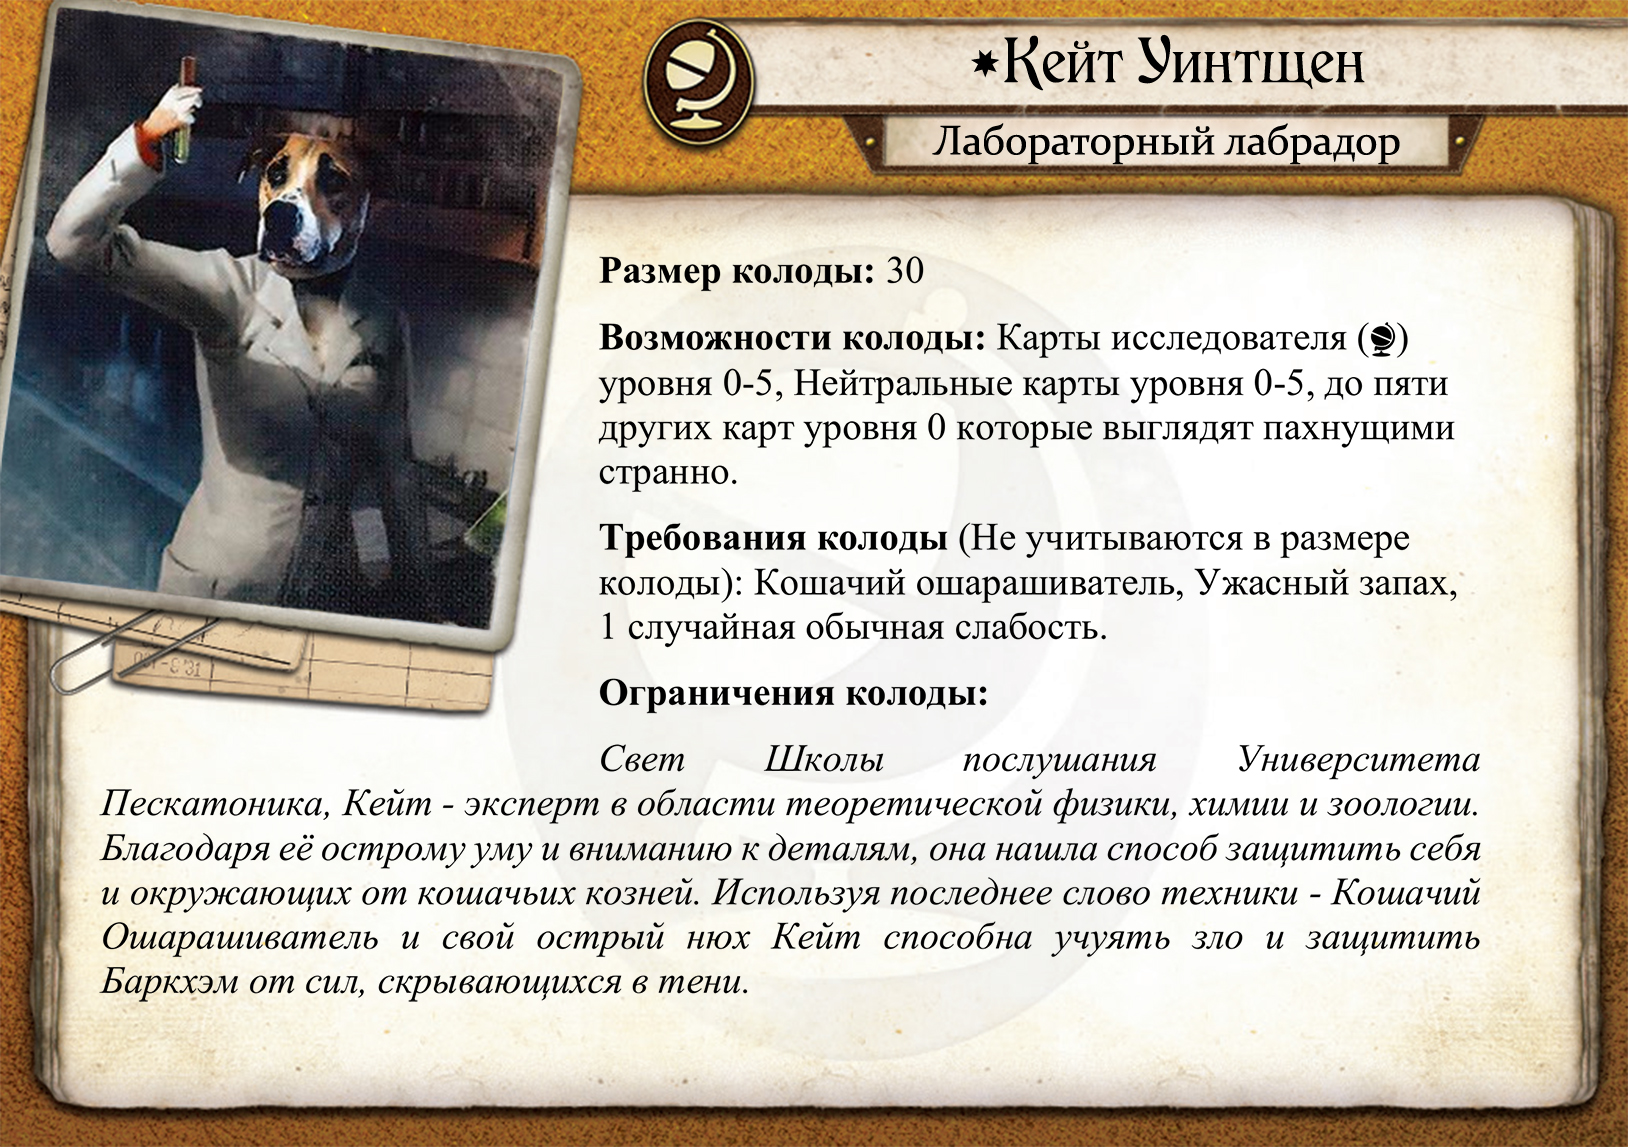 Кейт Уинтщен
Лабораторный лабрадор
Размер колоды: 30
Возможности колоды: Карты исследователя ()
уровня 0-5, Нейтральные карты уровня 0-5, до пяти
других карт уровня 0 которые выглядят пахнущими
странно.
Требования колоды (Не учитываются в размере
колоды): Кошачий ошарашиватель, Ужасный запах,
1 случайная обычная слабость.
Ограничения колоды:
Свет Школы послушания Университета
Пескатоника, Кейт - эксперт в области теоретической физики, химии и зоологии.
Благодаря её острому уму и вниманию к деталям, она нашла способ защитить себя
и окружающих от кошачьих козней. Используя последнее слово техники - Кошачий
Ошарашиватель и свой острый нюх Кейт способна учуять зло и защитить
Баркхэм от сил, скрывающихся в тени.